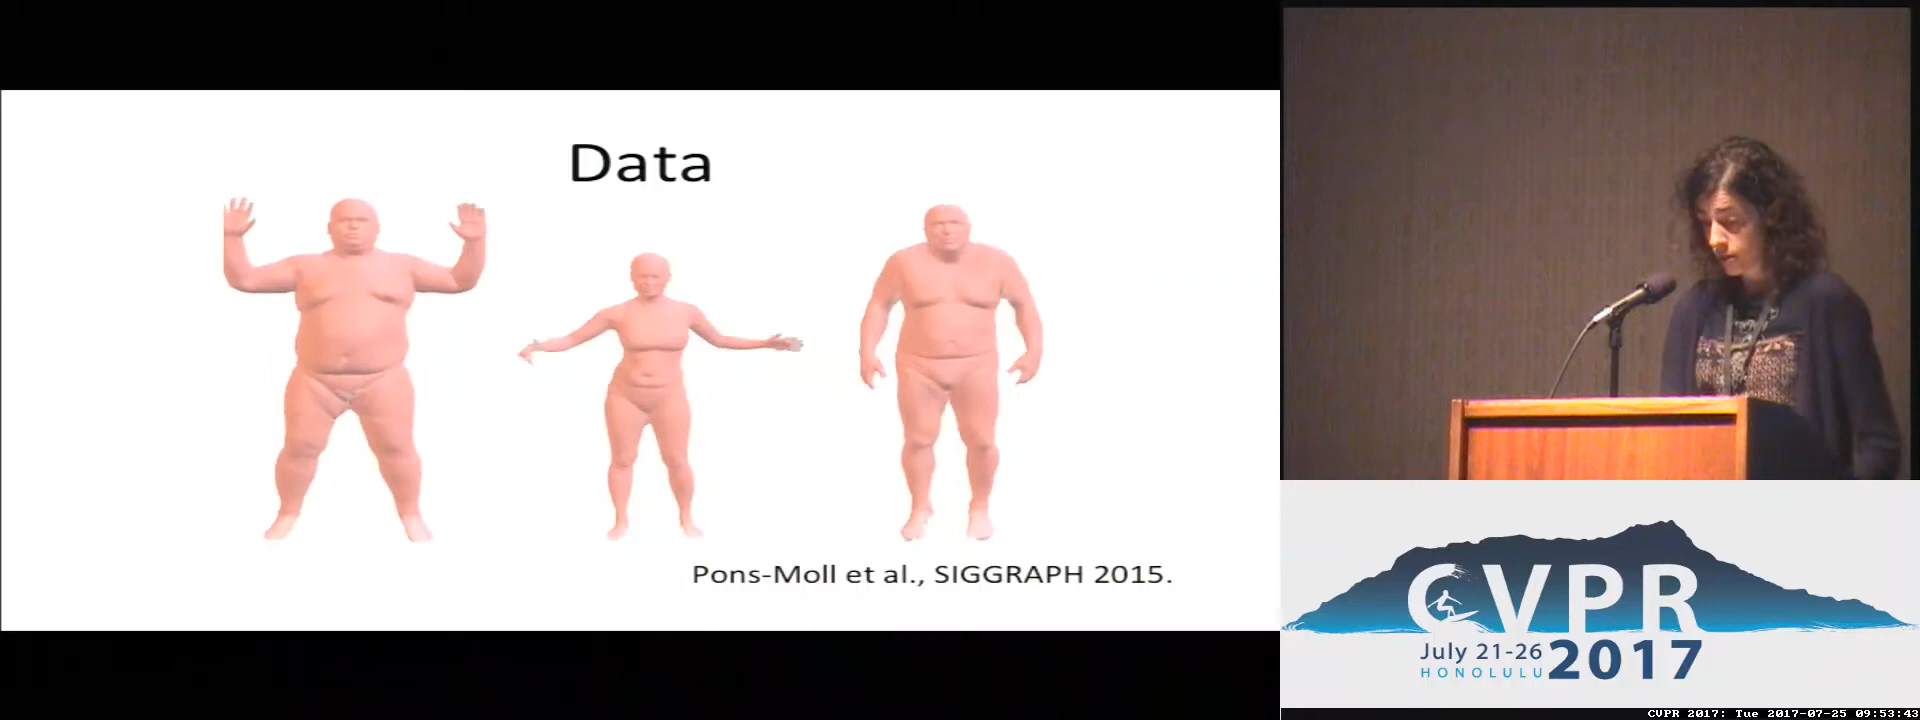 Data
Pons-Moll et al., SIGGRAPH 2015.
CVPR
July 21-26
HONOLULU
2017
CVPR 2017: Tue 2017-07-25 09:53:43